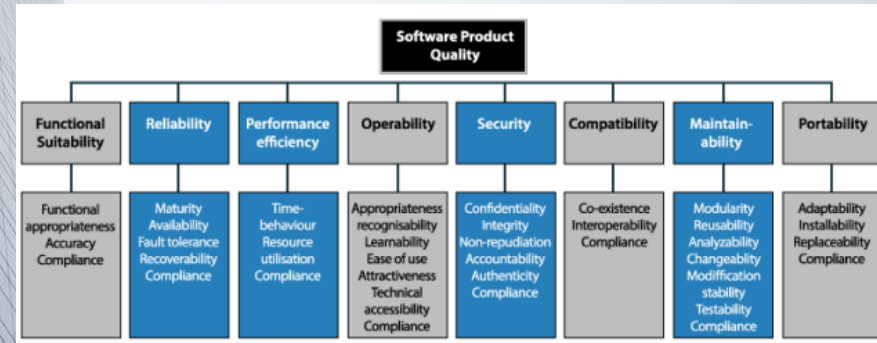 Software Product
Quality
Functional
Suitability
Reliability
Performance
efficiency
Operability
Security
Compatibility
Maintain-
ability
Portability
Functional
appropriateness
Accuracy
Compliance
Maturity
Availability
Fault tolerance
Recoverability
Compliance
Time-
behaviour
Resource
utilisation
Compliance
Appropriateness
recognisability
Learnability
Ease of use
Attractiveness
Technical
accessibility
Compliance
Confidentiality
Integrity
Non-repudiation
Accountability
Authenticity
Compliance
Co-existence
Interoperability
Compliance
Modularity
Reusability
Analyzability
Changeablity
Modification
stability
Testability
Compliance
Adaptability
Installability
Replaceability
Compliance